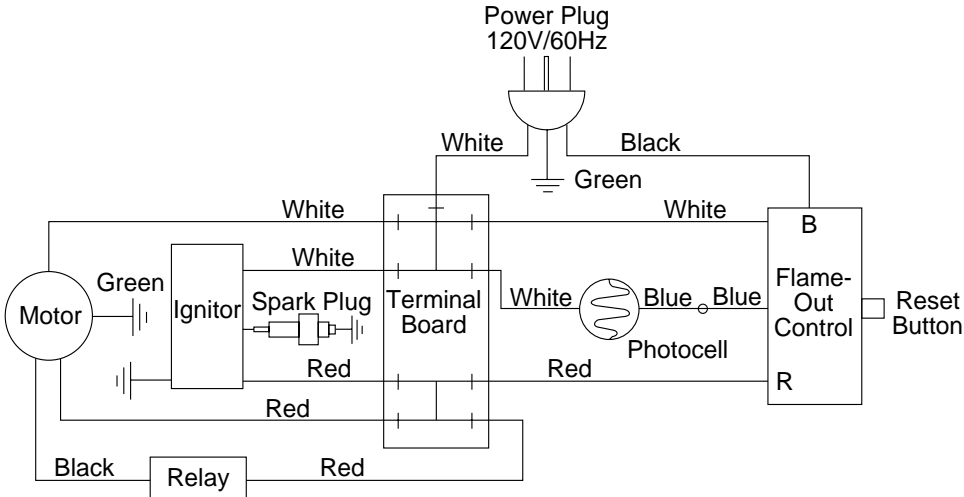 Power Plug
120V/60Hz
White
Black
Green
White
White
B
White
Green
Motor
Ignitor
Spark Plug
Terminal
Board
White
Blue
Blue
Photocell
Flame-
Out
Control
Reset
Button
Red
Red
R
Red
Black
Relay
Red